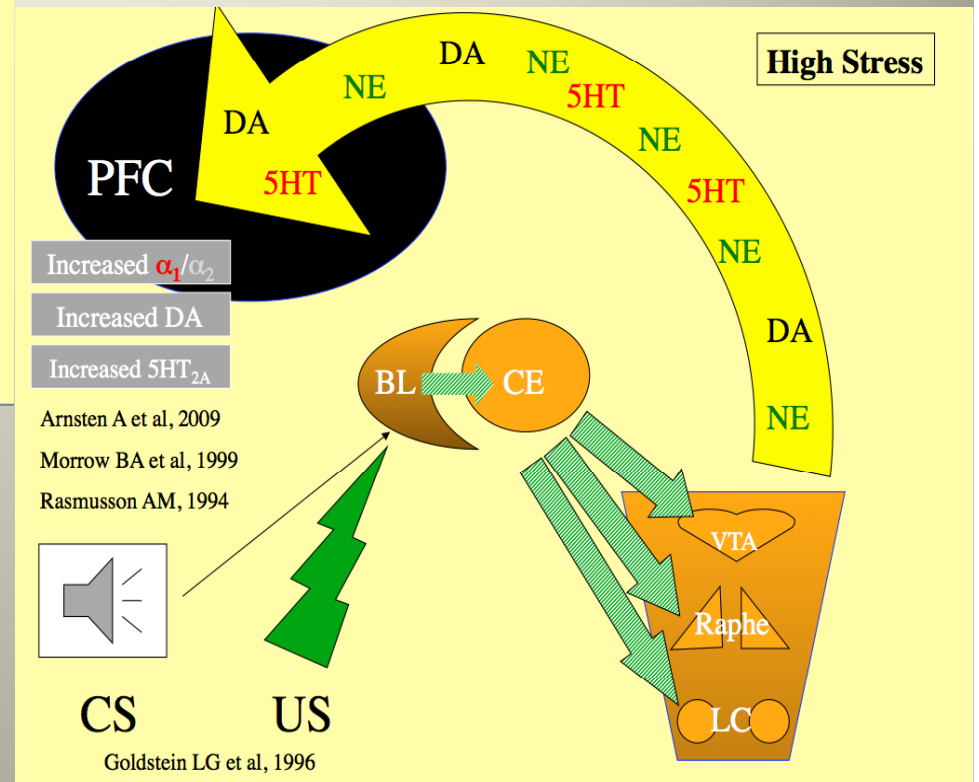 High Stress
DA
NE
NE
5HT
DA
NE
5HT
5HT
PFC
NE
Increased α₁/α₂
Increased DA
DA
Increased 5HT₂A
BL
CE
NE
Arnsten A et al, 2009
Morrow BA et al, 1999
Rasmusson AM, 1994
VTA
Raphe
LC
CS
US
Goldstein LG et al, 1996